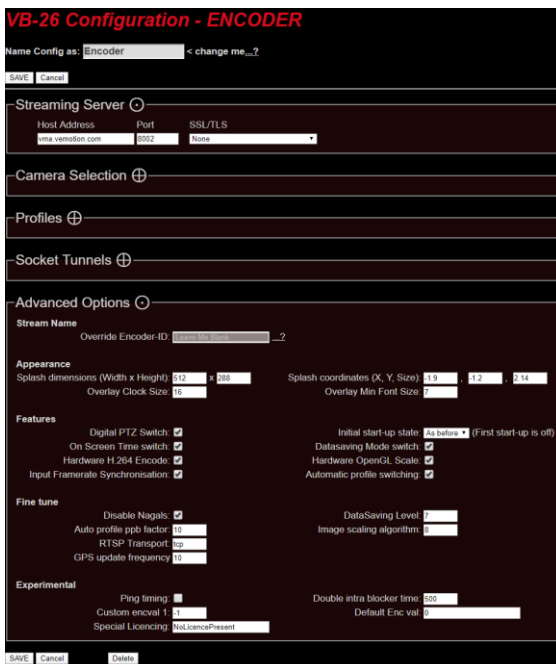 VB-26 Configuration - ENCODER
Name Config as: Encoder < change me...?
SAVE Cancel
Streaming Server
Host Address Port SSL/TLS
vma.vemotion.com 8002 None
Camera Selection
Profiles
Socket Tunnels
Advanced Options
Stream Name
Override Encoder-ID: Leave Me Blank ...?
Appearance
Splash dimensions (Width x Height): 512 x 288 Splash coordinates (X, Y, Size): -1.9 , -1.2 , 2.14
Overlay Clock Size: 16 Overlay Min Font Size: 7
Features
Digital PTZ Switch: Initial start-up state: As before (First start-up is off)
On Screen Time switch: Datasaving Mode switch:
Hardware H.264 Encode: Hardware OpenGL Scale:
Input Framerate Synchronisation: Automatic profile switching:
Fine tune
Disable Nagals: DataSaving Level: 7
Auto profile ppb factor: 10 Image scaling algorithm: 8
RTSP Transport: tcp
GPS update frequency 10
Experimental
Ping timing: Double intra blocker time: 500
Custom encval 1: -1 Default Enc val: 0
Special Licencing: NoLicencePresent
SAVE Cancel Delete